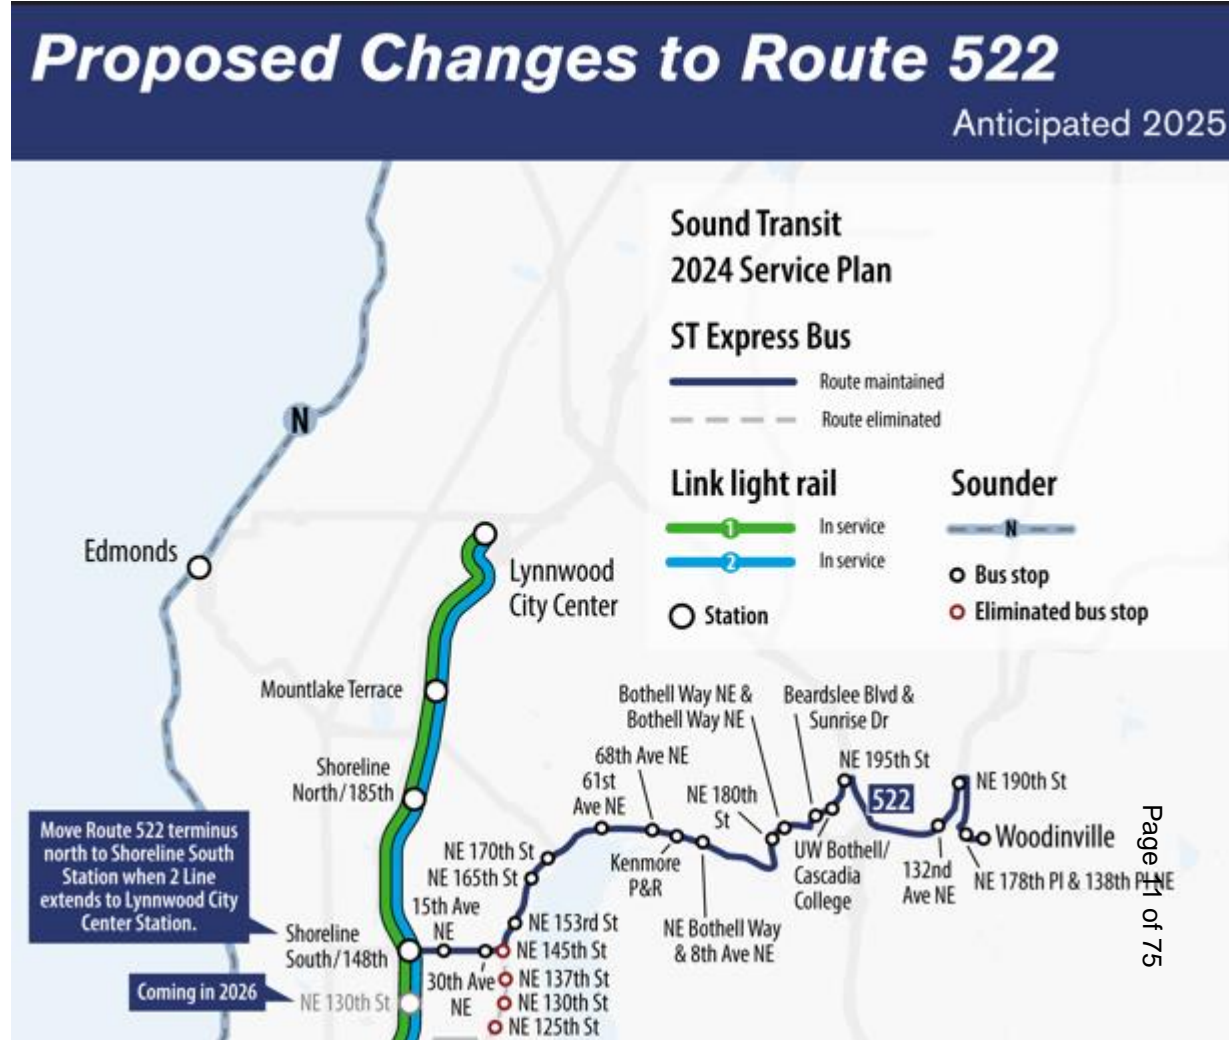 Proposed Changes to Route 522
Anticipated 2025
Sound Transit
2024 Service Plan
ST Express Bus
Route maintained
Route eliminated
Link light rail
1
In service
2
In service
Station
Sounder
N
Bus stop
Eliminated bus stop
N
Edmonds
Lynnwood
City Center
Mountlake Terrace
Shoreline
North/185th
Move Route 522 terminus
north to Shoreline South
Station when 2 Line
extends to Lynnwood City
Center Station.
Shoreline
South/148th
Coming in 2026
NE 130th St
15th Ave
NE
30th Ave
NE
NE 145th St
NE 137th St
NE 130th St
NE 125th St
NE 153rd St
NE 165th St
NE 170th St
61st
Ave NE
68th Ave NE
Kenmore
P&R
NE Bothell Way
& 8th Ave NE
NE 180th
St
Bothell Way NE &
Bothell Way NE
Beardslee Blvd &
Sunrise Dr
UW Bothell/
Cascadia
College
NE 195th St
522
132nd
Ave NE
NE 190th St
Woodinville
NE 178th Pl & 138th Pl NE
Page 11 of 75